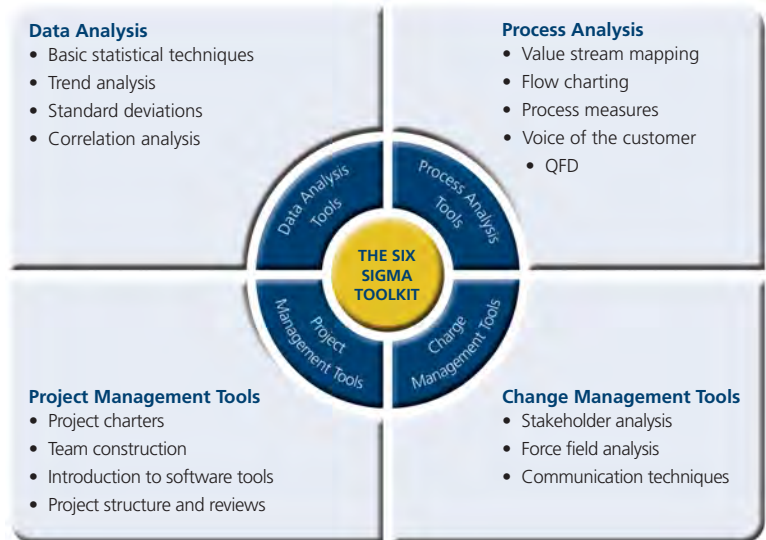 Data Analysis
• Basic statistical techniques
• Trend analysis
• Standard deviations
• Correlation analysis
Process Analysis
• Value stream mapping
• Flow charting
• Process measures
• Voice of the customer
• QFD
Data Analysis
Tools
Process Analysis
Tools
THE SIX
SIGMA
TOOLKIT
Project
Management Tools
Charge
Management Tools
Project Management Tools
• Project charters
• Team construction
• Introduction to software tools
• Project structure and reviews
Change Management Tools
• Stakeholder analysis
• Force field analysis
• Communication techniques